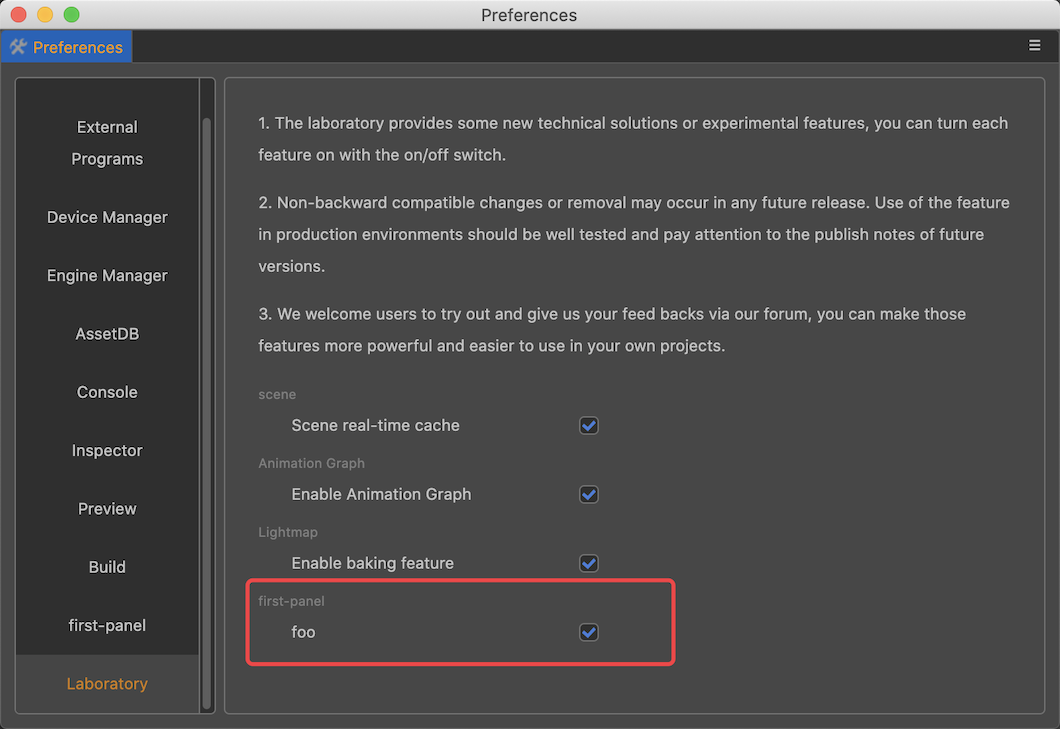 Preferences
Preferences
External
Programs
Device Manager
Engine Manager
AssetDB
Console
Inspector
Preview
Build
first-panel
Laboratory
1. The laboratory provides some new technical solutions or experimental features, you can turn each
feature on with the on/off switch.
2. Non-backward compatible changes or removal may occur in any future release. Use of the feature
in production environments should be well tested and pay attention to the publish notes of future
versions.
3. We welcome users to try out and give us your feed backs via our forum, you can make those
features more powerful and easier to use in your own projects.
scene
Scene real-time cache
Animation Graph
Enable Animation Graph
Lightmap
Enable baking feature
first-panel
foo